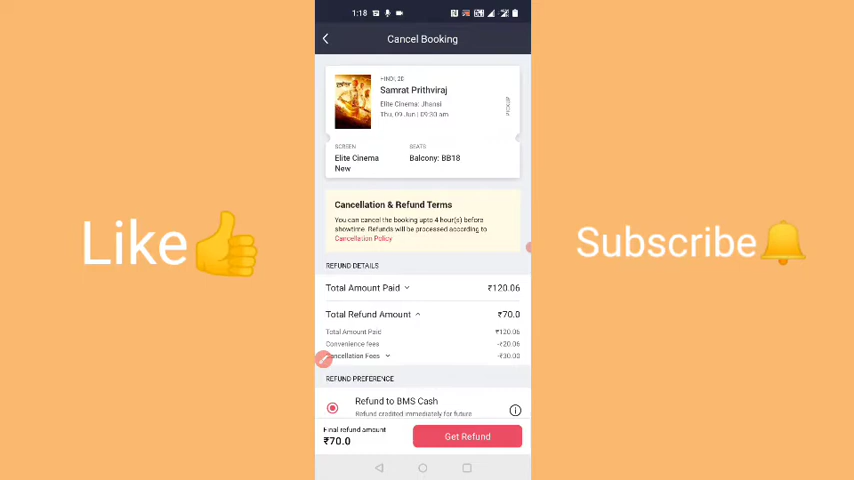 1:18
Cancel Booking
HINDI, 2D
Samrat Prithviraj
Elite Cinema: Jhansi
Thu, 09 Jun | 09:30 am
SCREEN
SEATS
Elite Cinema
New
Balcony: BB18
Cancellation & Refund Terms
You can cancel the booking upto 4 hour(s) before
showtime. Refunds will be processed according to
Cancellation Policy
REFUND DETAILS
Total Amount Paid
₹120.06
Total Refund Amount
₹70.0
Total Amount Paid
₹120.06
Convenience fees
-₹20.06
Cancellation Fees
-₹30.00
REFUND PREFERENCE
Refund to BMS Cash
Refund credited immediately for future
Final refund amount
₹70.0
Get Refund
Like👍
Subscribe🔔